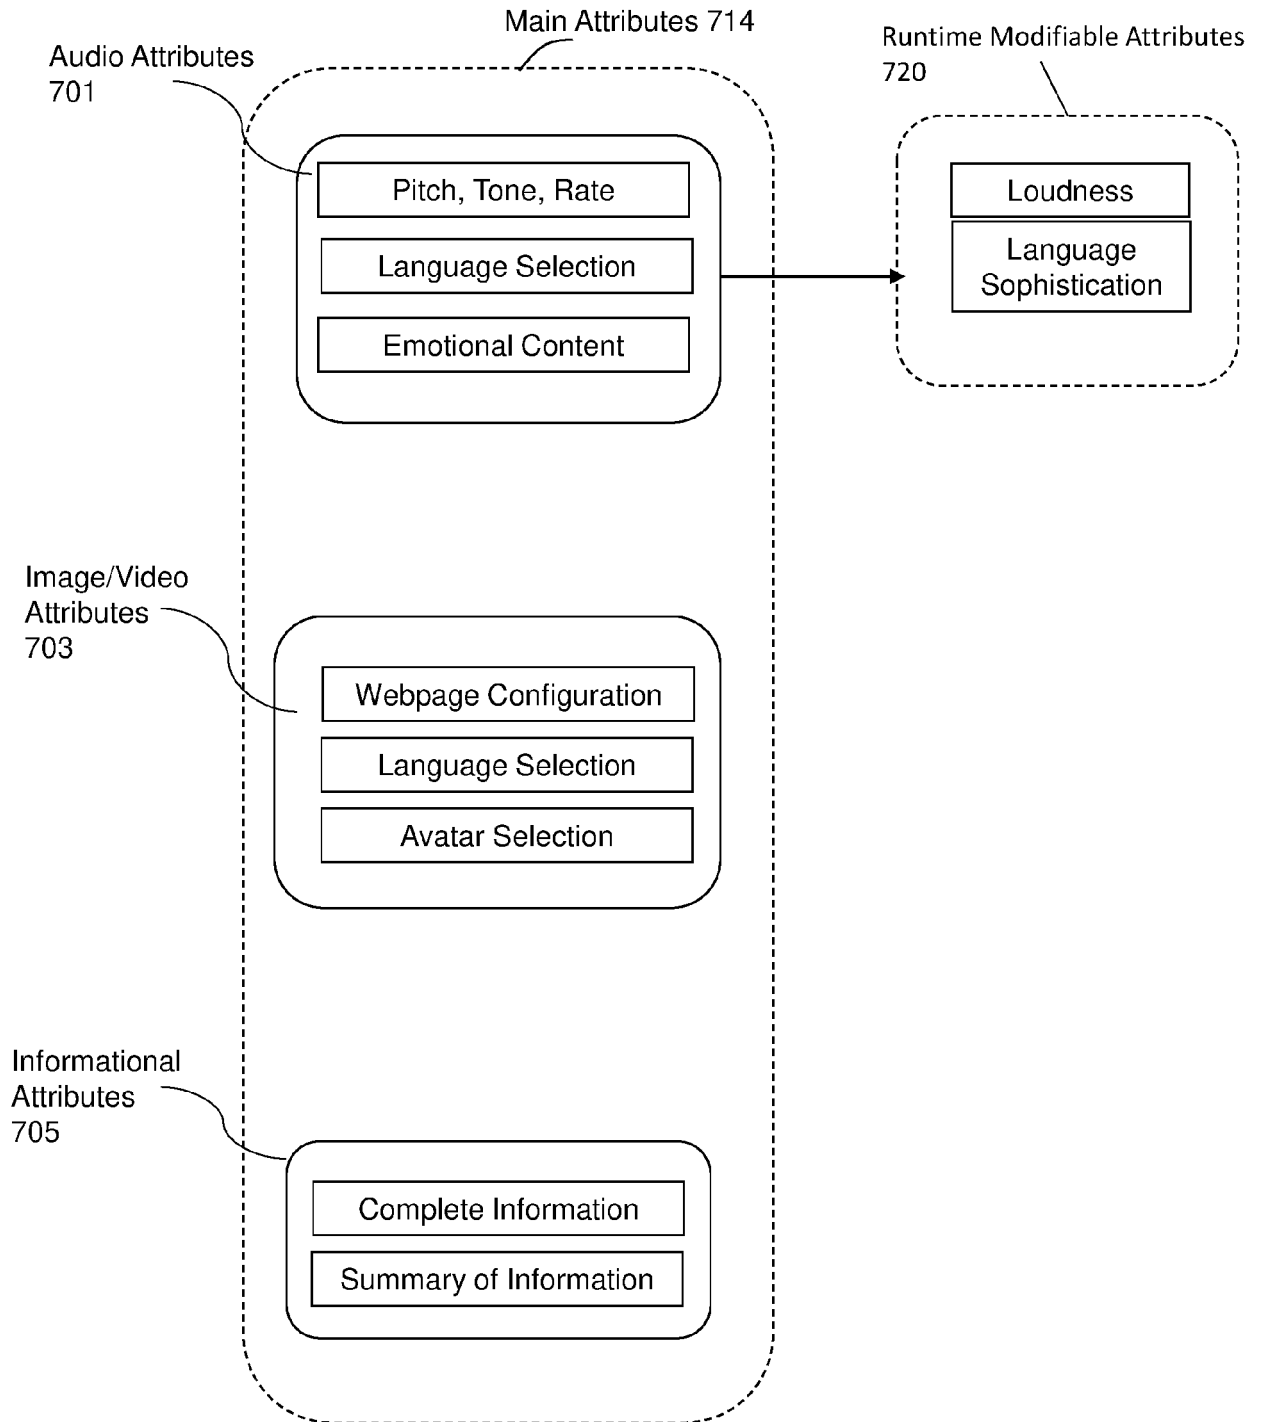 Main Attributes 714
Runtime Modifiable Attributes
720
Audio Attributes
701
Pitch, Tone, Rate
Language Selection
Emotional Content
Loudness
Language
Sophistication
Image/Video
Attributes
703
Webpage Configuration
Language Selection
Avatar Selection
Informational
Attributes
705
Complete Information
Summary of Information